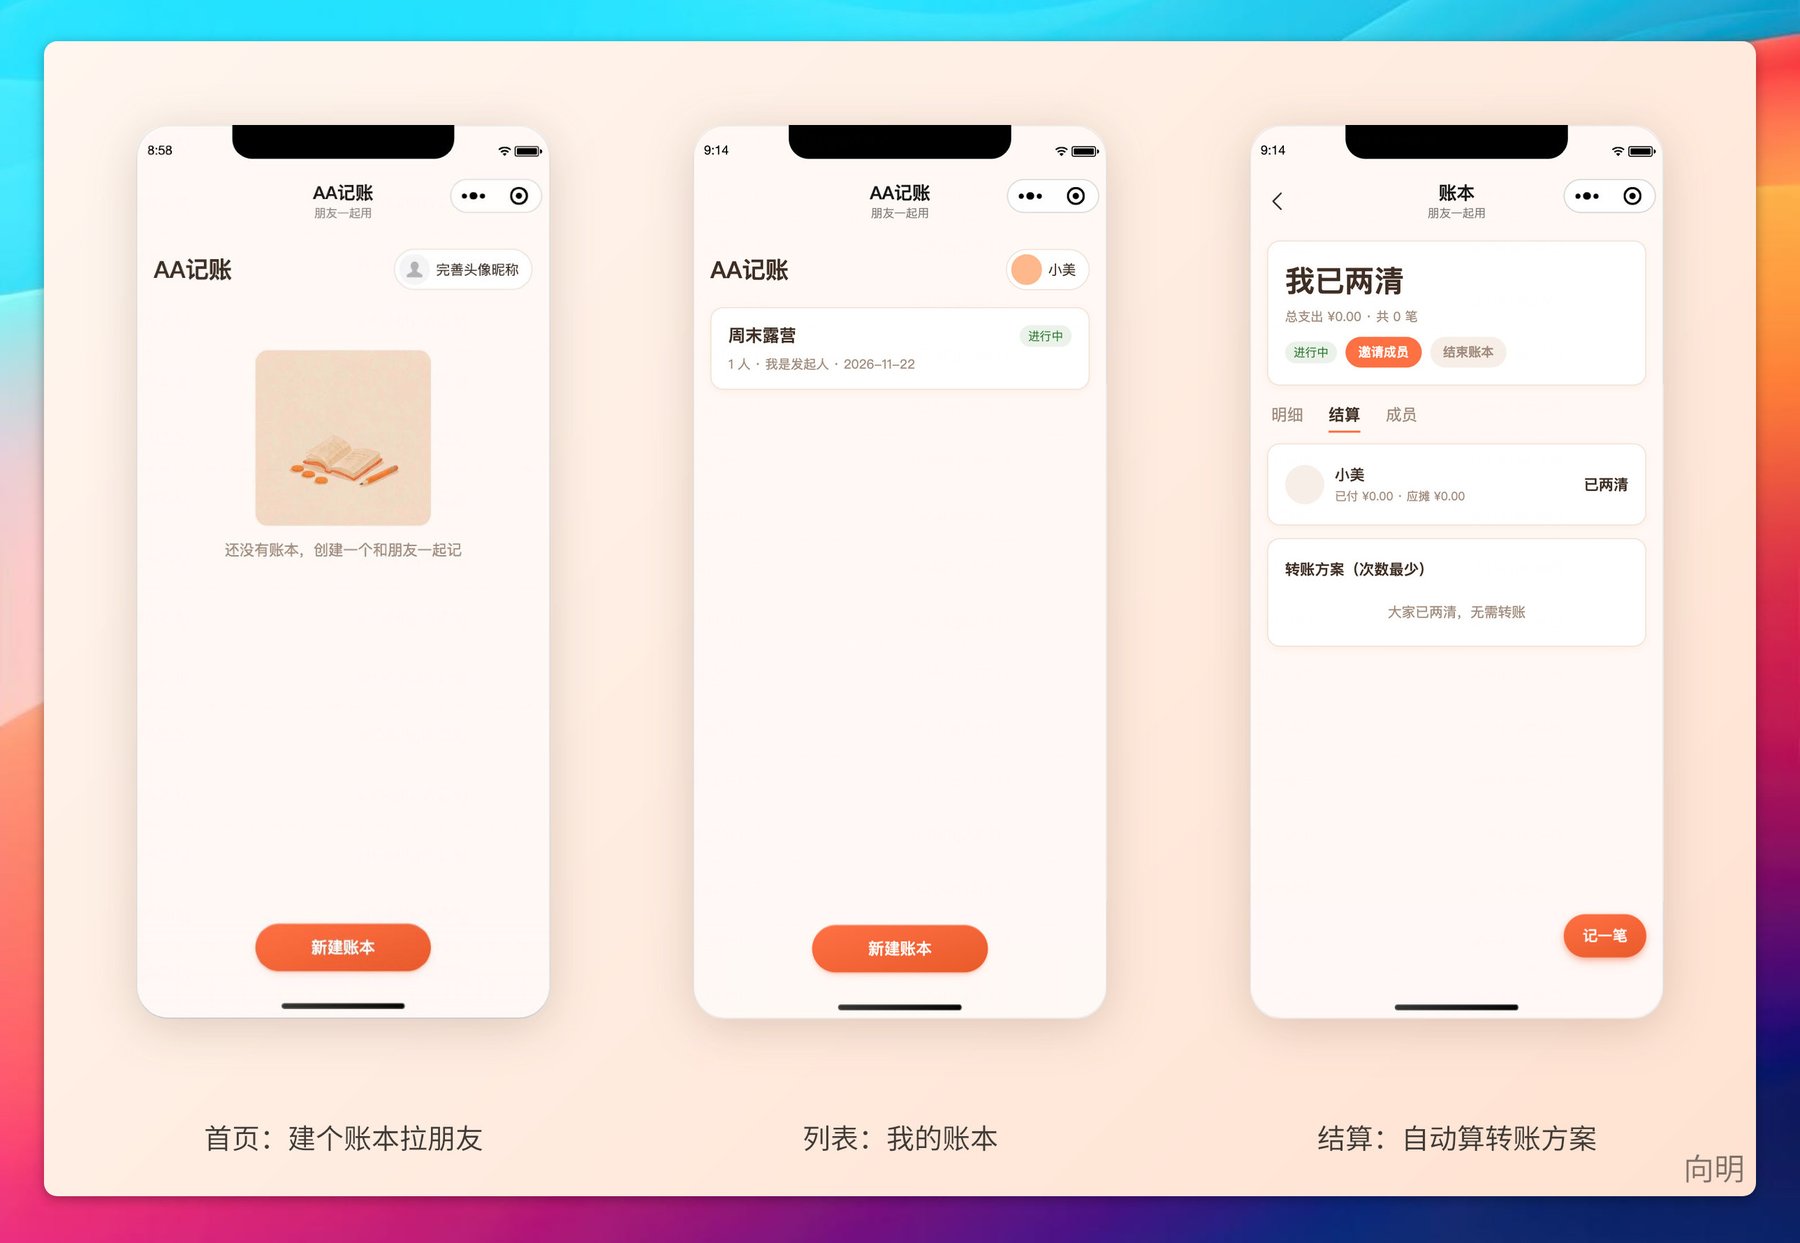 8:58
AA记账
朋友一起用
AA记账
完善头像昵称
还没有账本，创建一个和朋友一起记
新建账本
首页：建个账本拉朋友
9:14
AA记账
朋友一起用
AA记账
小美
周末露营
进行中
1 人 · 我是发起人 · 2026-11-22
新建账本
列表：我的账本
9:14
账本
朋友一起用
我已两清
总支出 ¥0.00 · 共 0 笔
进行中
邀请成员
结束账本
明细
结算
成员
小美
已付 ¥0.00 · 应摊 ¥0.00
已两清
转账方案（次数最少）
大家已两清，无需转账
记一笔
结算：自动算转账方案
向明